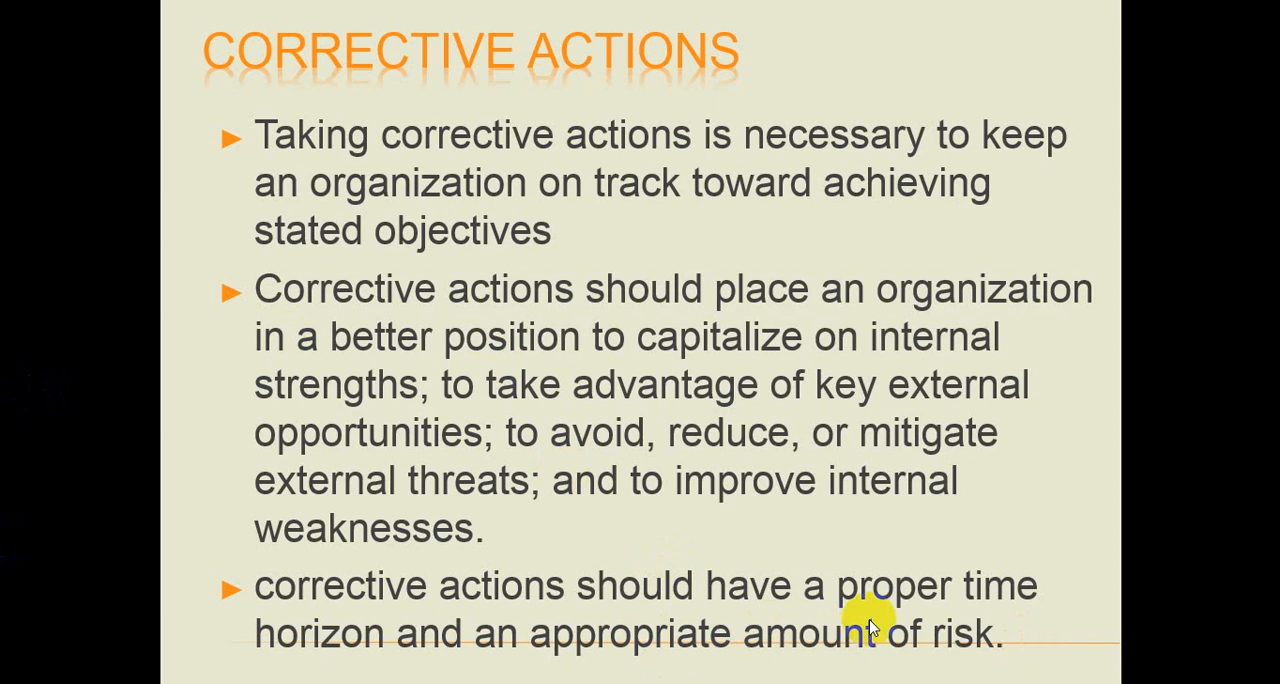 CORRECTIVE ACTIONS
Taking corrective actions is necessary to keep
an organization on track toward achieving
stated objectives
Corrective actions should place an organization
in a better position to capitalize on internal
strengths; to take advantage of key external
opportunities; to avoid, reduce, or mitigate
external threats; and to improve internal
weaknesses.
corrective actions should have a proper time
horizon and an appropriate amount of risk.